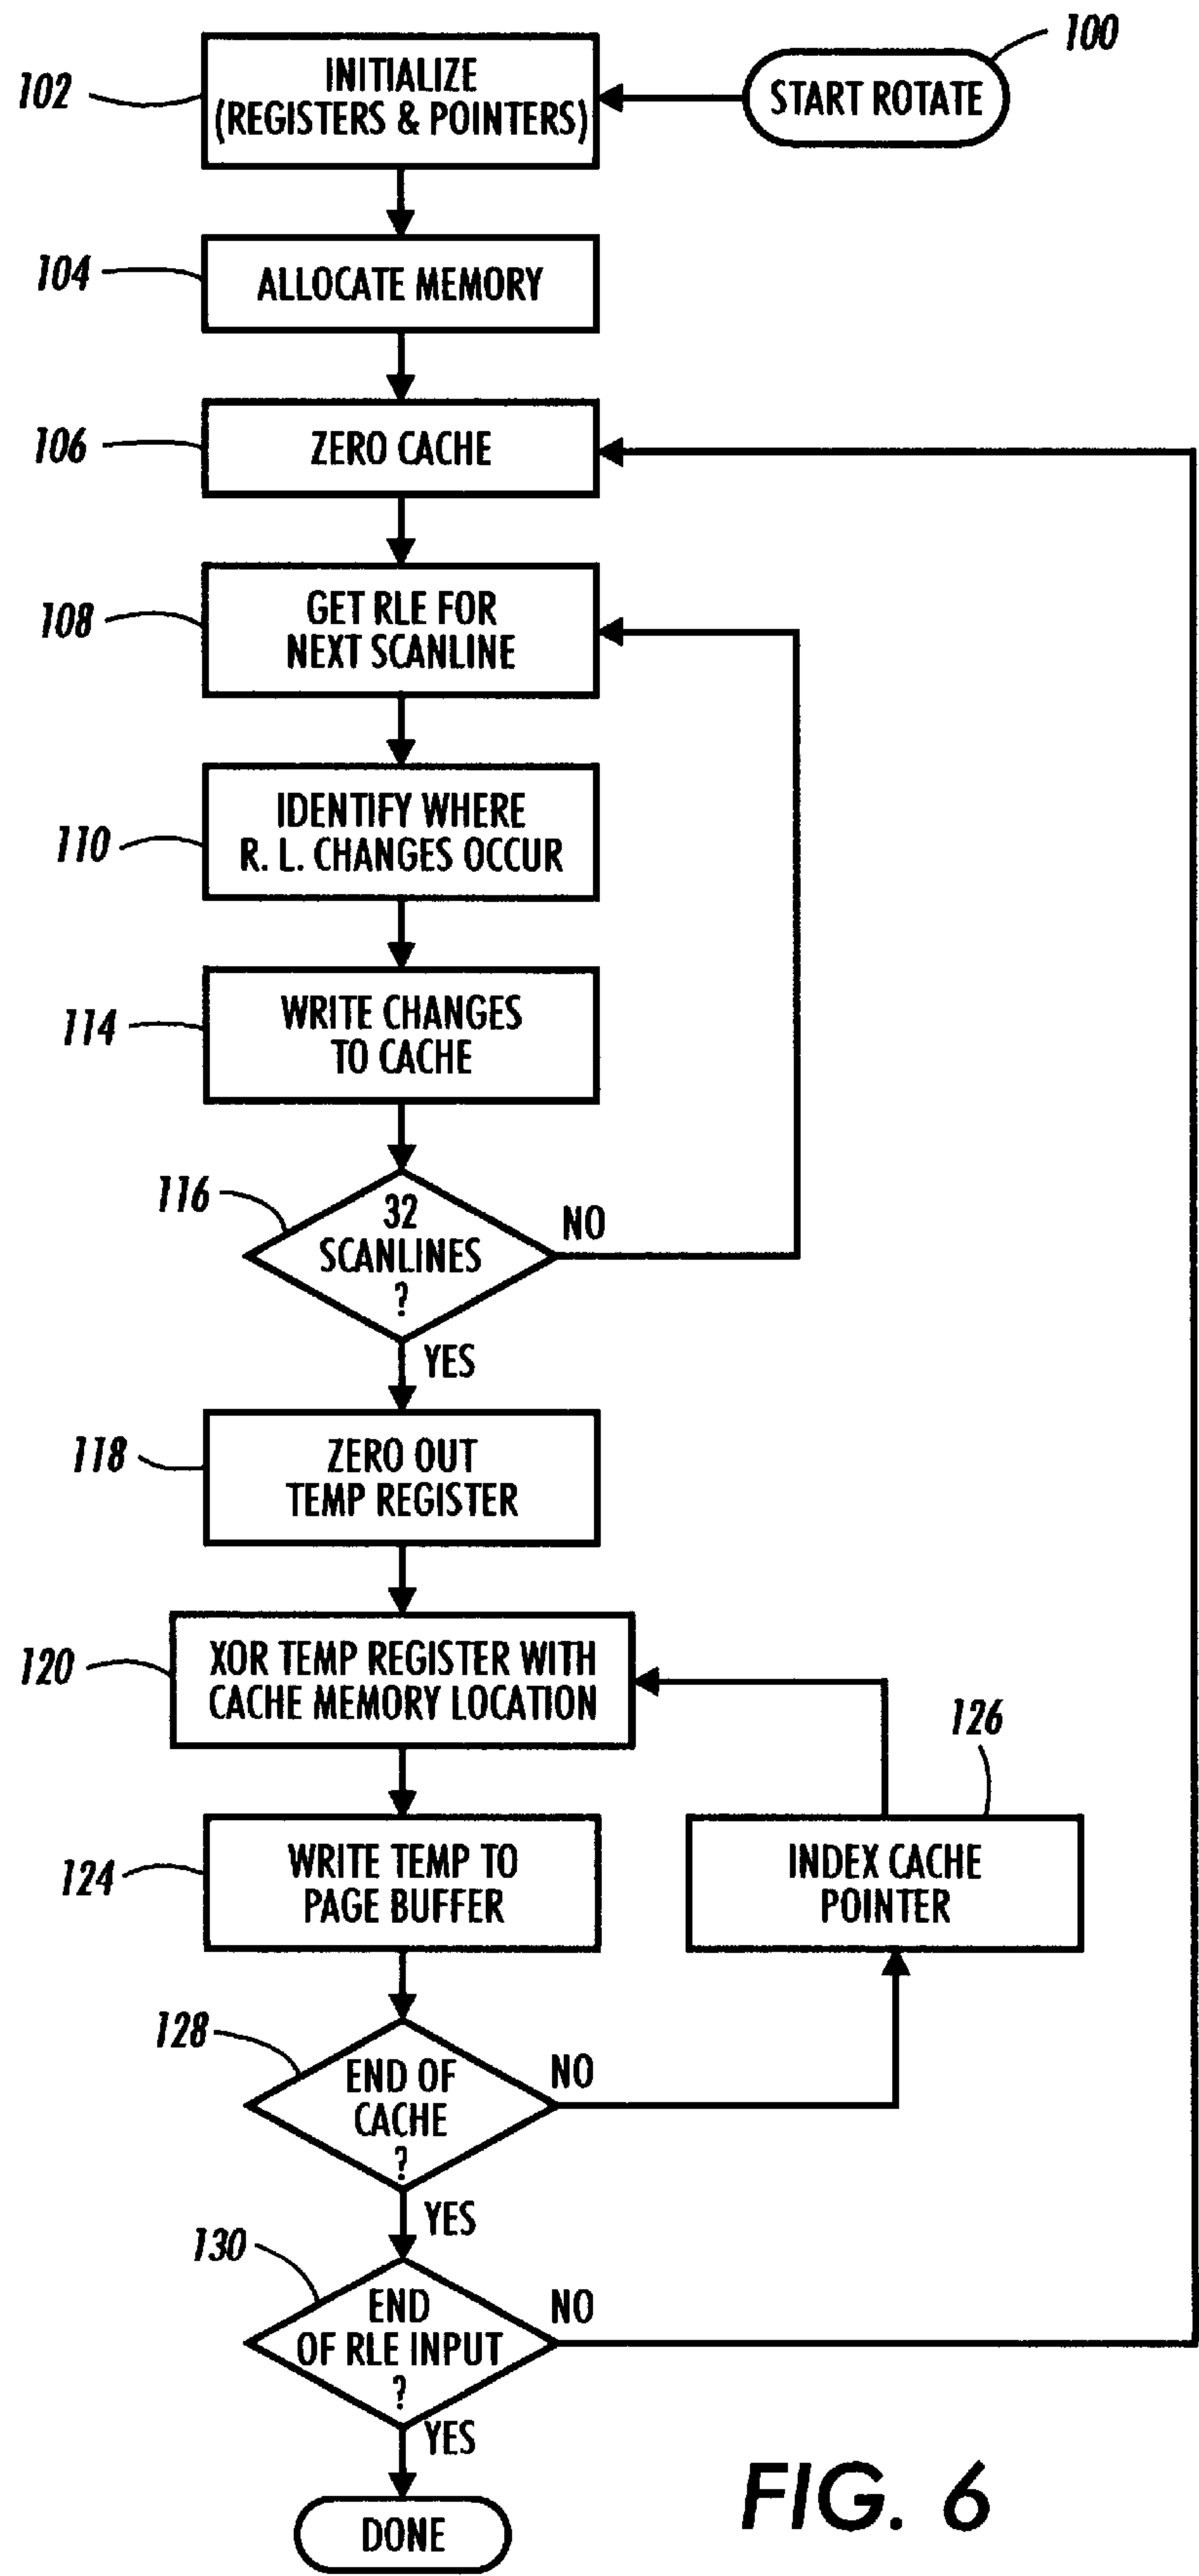 100
START ROTATE
102
INITIALIZE
(REGISTERS & POINTERS)
104
ALLOCATE MEMORY
106
ZERO CACHE
108
GET RLE FOR
NEXT SCANLINE
110
IDENTIFY WHERE
R. L. CHANGES OCCUR
114
WRITE CHANGES
TO CACHE
116
32
SCANLINES
?
NO
YES
118
ZERO OUT
TEMP REGISTER
120
XOR TEMP REGISTER WITH
CACHE MEMORY LOCATION
126
INDEX CACHE
POINTER
124
WRITE TEMP TO
PAGE BUFFER
128
END OF
CACHE
?
NO
YES
130
END
OF RLE INPUT
?
NO
YES
DONE
FIG. 6